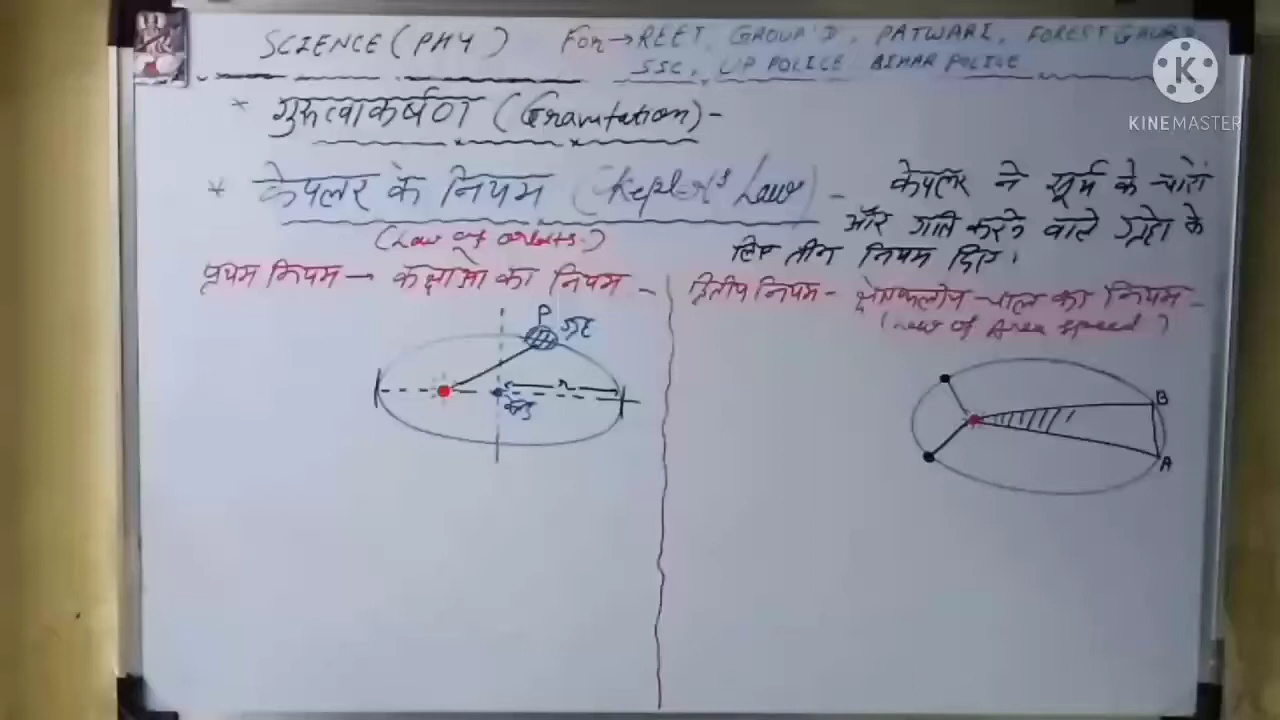 SCIENCE (PHY) For → REET, GROUP'D, PATWARI, FOREST GAURD
SSC, UP POLICE BIHAR POLICE
KINEMASTER
* गुरुत्वाकर्षण (Gravitation) -
* केपलर के नियम (Kepler's Law) - केपलर ने सूर्य के चारों
और गति करने वाले ग्रहो के
लिए तीन नियम दिए।
(Law of orbits.)
प्रथम नियम → कक्षाओ का नियम -
द्वितीय नियम - क्षेत्रफलीय चाल का नियम -
(Law of Area speed)
P ग्रह
r
केन्द्र
B
A